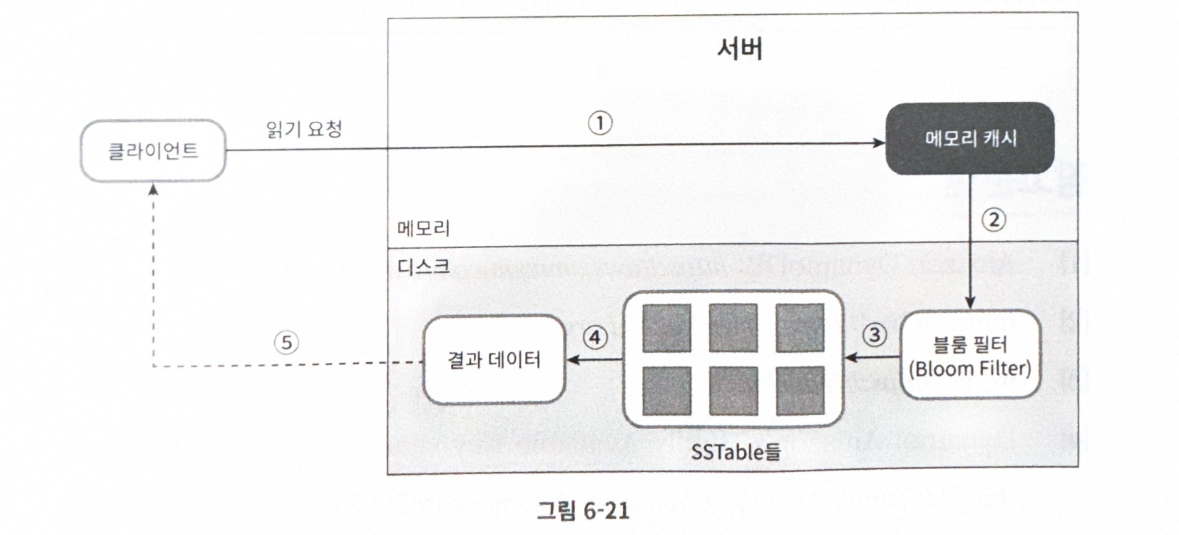 서버
클라이언트
읽기 요청
①
메모리 캐시
②
메모리
디스크
블룸 필터
(Bloom Filter)
③
SSTable들
④
결과 데이터
⑤
그림 6-21